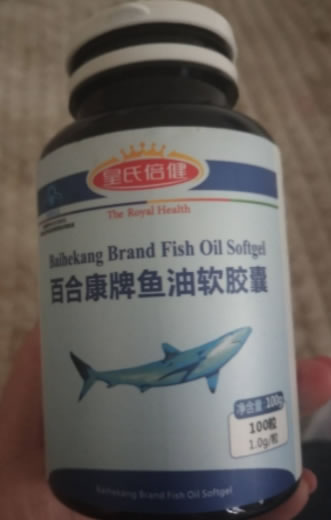 皇氏倍健
The Royal Health
Baihekang Brand Fish Oil Softgel
百合康牌鱼油软胶囊
净含量:100g
100粒
1.0g/粒
Baihekang Brand Fish Oil Softgel